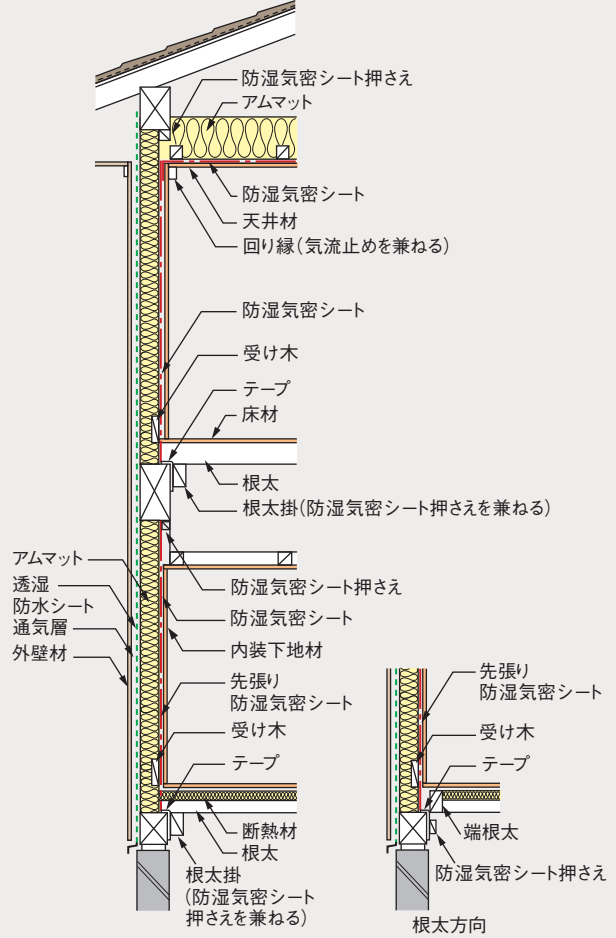 防湿気密シート押さえ
アムマット
防湿気密シート
天井材
回り縁(気流止めを兼ねる)
防湿気密シート
受け木
テープ
床材
根太
根太掛(防湿気密シート押さえを兼ねる)
防湿気密シート押さえ
防湿気密シート
内装下地材
アムマット
透湿
防水シート
通気層
外壁材
先張り
防湿気密シート
受け木
テープ
断熱材
根太
根太掛
(防湿気密シート
押さえを兼ねる)
先張り
防湿気密シート
受け木
テープ
端根太
防湿気密シート押さえ
根太方向